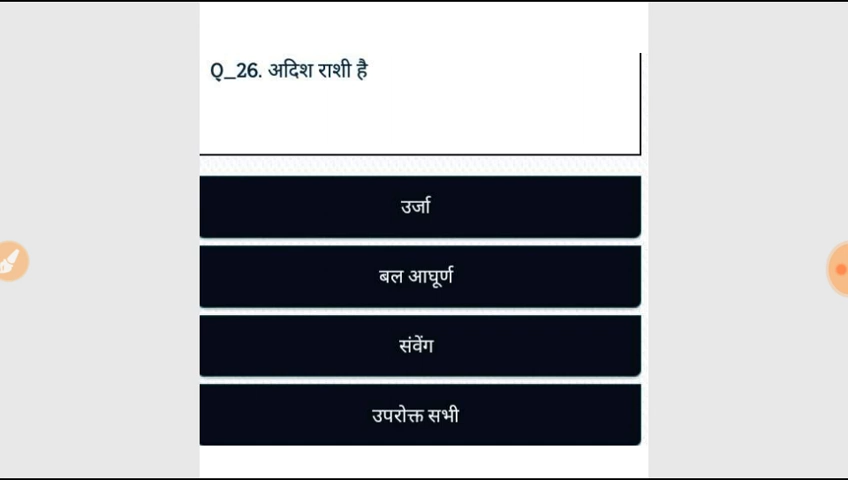 Q_26. अदिश राशी है
उर्जा
बल आघूर्ण
संवेंग
उपरोक्त सभी